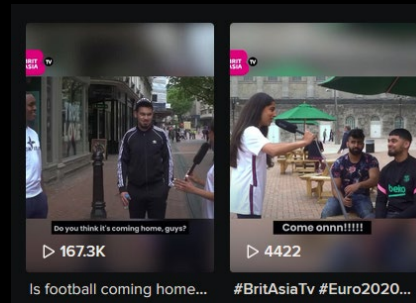 BRIT
ASIA
TV
Do you think it's coming home, guys?
167.3K
Is football coming home...
BRIT
ASIA
TV
beko
Come onnn!!!!!
4422
#BritAsiaTv #Euro2020...